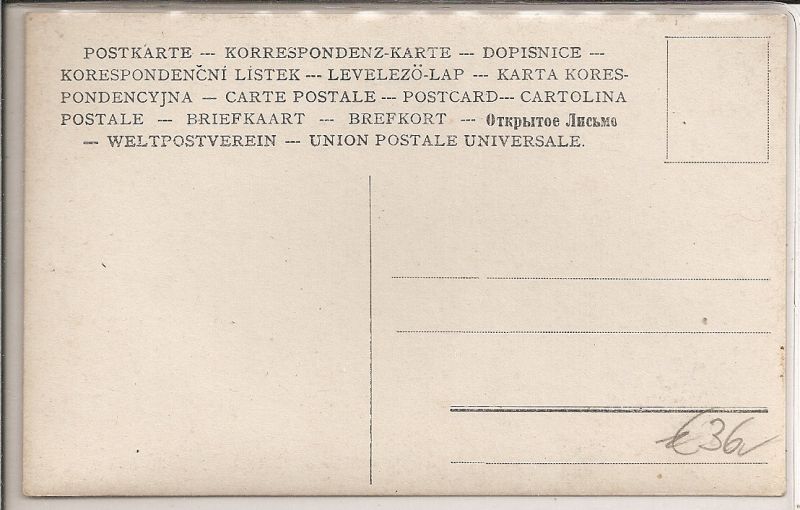 POSTKARTE --- KORRESPONDENZ-KARTE --- DOPISNICE ---
KORESPONDENČNÍ LÍSTEK --- LEVELEZÖ-LAP --- KARTA KORES-
PONDENCYJNA --- CARTE POSTALE --- POSTCARD --- CARTOLINA
POSTALE --- BRIEFKAART --- BREFKORT --- Открытое Лисьмо
--- WELTPOSTVEREIN --- UNION POSTALE UNIVERSALE.
€36